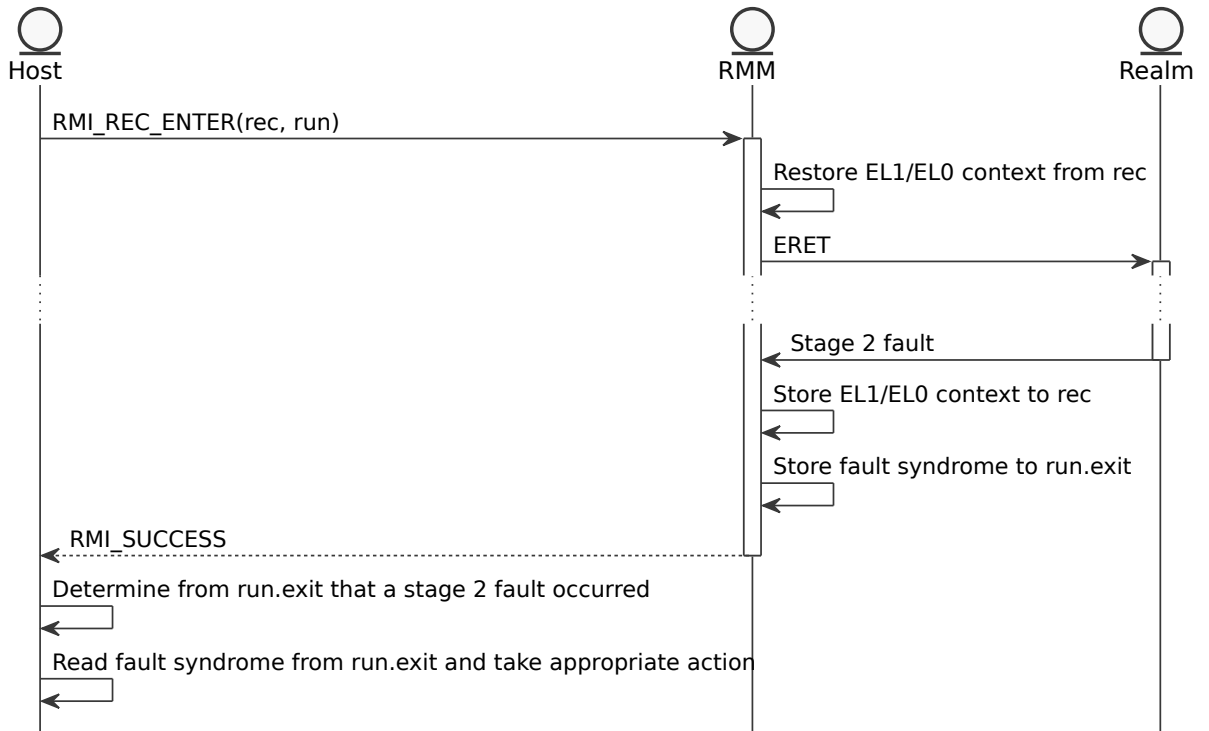 Host
RMM
Realm
RMI_REC_ENTER(rec, run)
Restore EL1/EL0 context from rec
ERET
Stage 2 fault
Store EL1/EL0 context to rec
Store fault syndrome to run.exit
RMI_SUCCESS
Determine from run.exit that a stage 2 fault occurred
Read fault syndrome from run.exit and take appropriate action